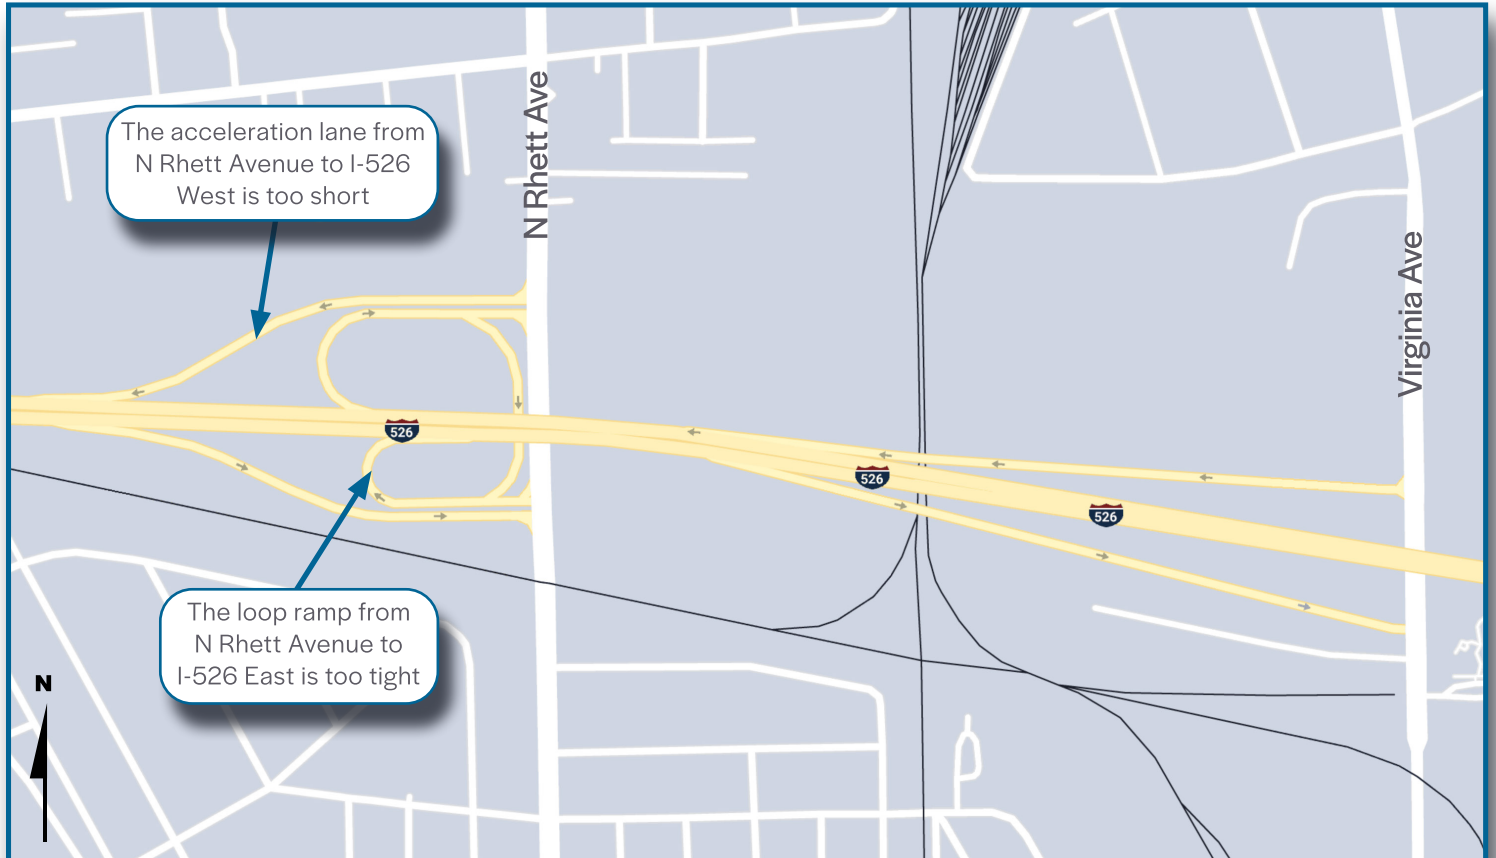 N Rhett Ave
The acceleration lane from
N Rhett Avenue to I-526
West is too short
Virginia Ave
526
526
526
The loop ramp from
N Rhett Avenue to
I-526 East is too tight
N